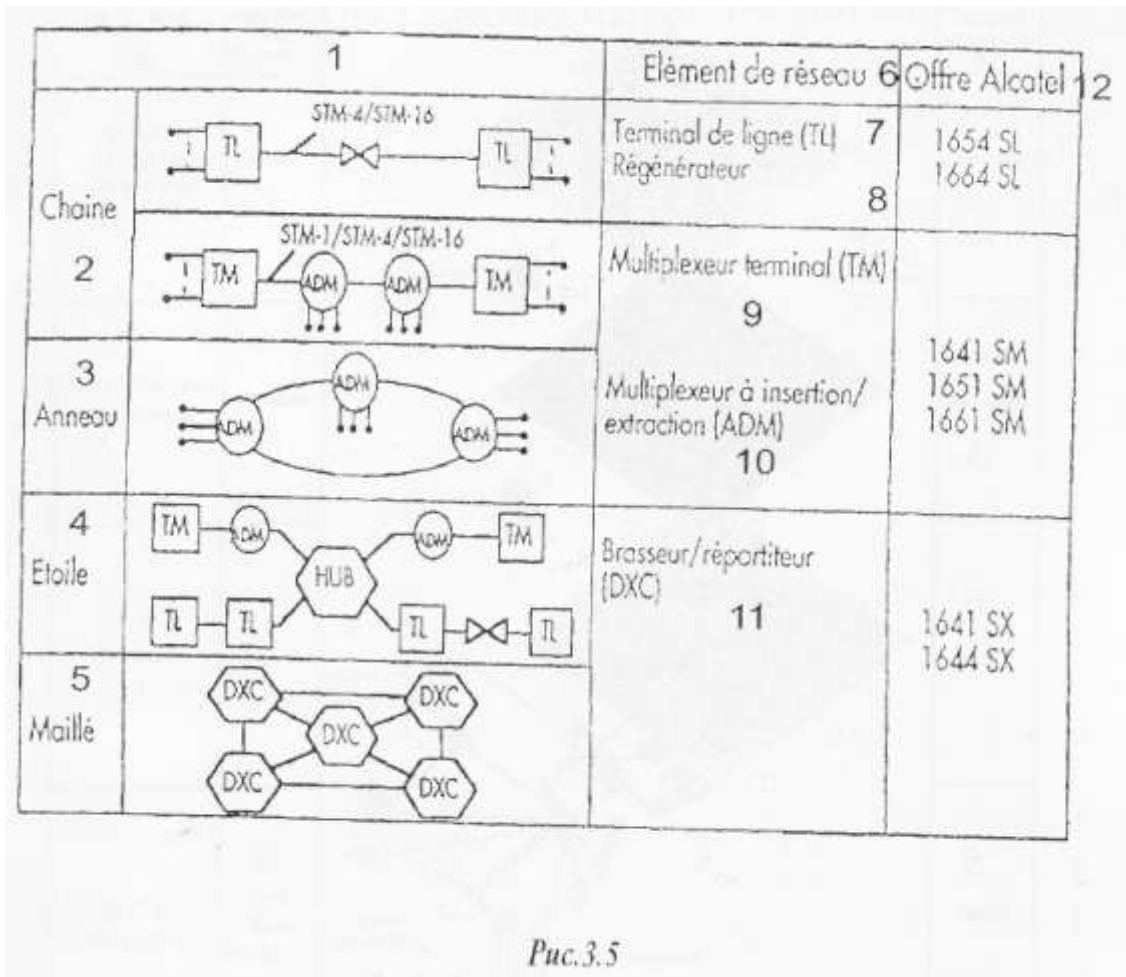 1
Elément de réseau 6
Offre Alcatel 12
Chaine
2
TL
STM-4/STM-16
TL
Terminal de ligne (TL) 7
Régénérateur
8
1654 SL
1664 SL
TM
STM-1/STM-4/STM-16
ADM
ADM
TM
Multiplexeur terminal (TM)
9
3
Anneau
ADM
ADM
ADM
Multiplexeur à insertion/
extraction (ADM)
10
1641 SM
1651 SM
1661 SM
4
Etoile
TM
ADM
ADM
TM
HUB
TL
TL
TL
TL
Brasseur/répartiteur
(DXC)
11
1641 SX
1644 SX
5
Maillé
DXC
DXC
DXC
DXC
DXC
Рис.3.5